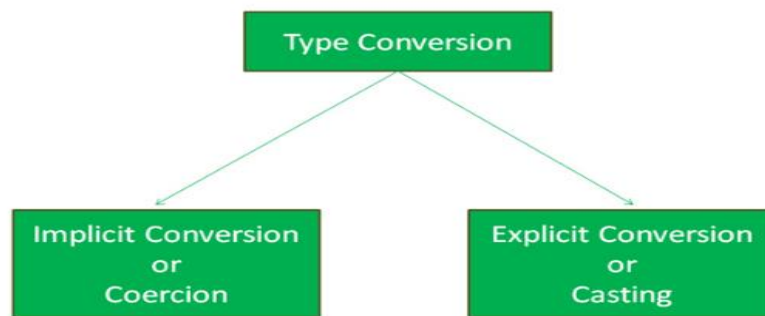 Type Conversion
Implicit Conversion
or
Coercion
Explicit Conversion
or
Casting